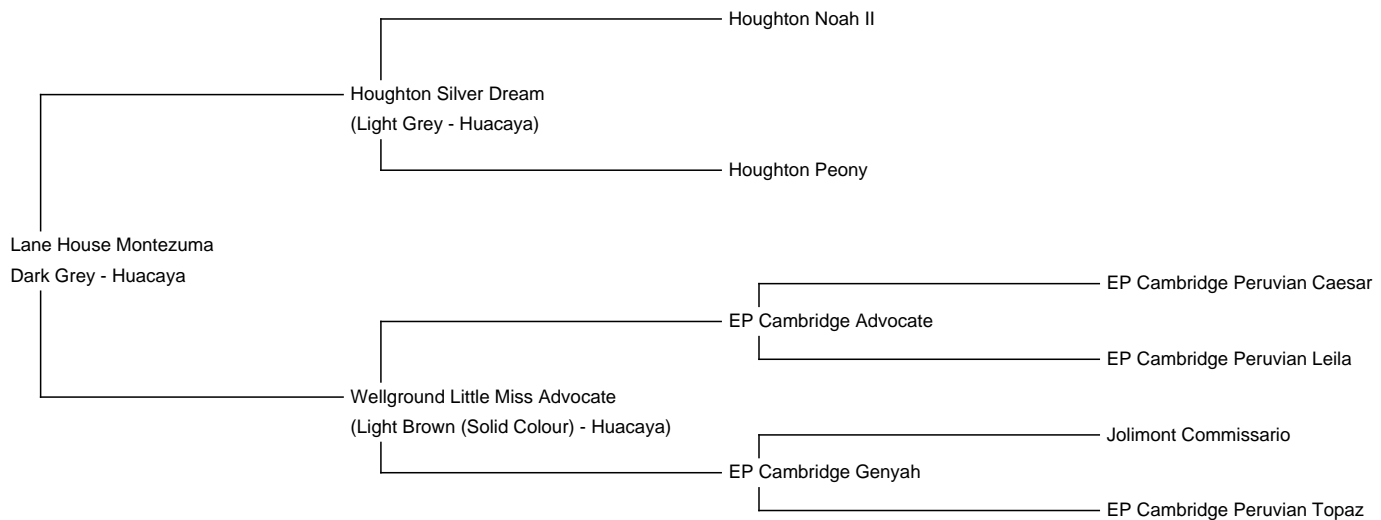 Houghton Noah II
Houghton Silver Dream
(Light Grey - Huacaya)
Houghton Peony
Lane House Montezuma
Dark Grey - Huacaya
EP Cambridge Peruvian Caesar
EP Cambridge Advocate
EP Cambridge Peruvian Leila
Wellground Little Miss Advocate
(Light Brown (Solid Colour) - Huacaya)
Jolimont Commissario
EP Cambridge Genyah
EP Cambridge Peruvian Topaz